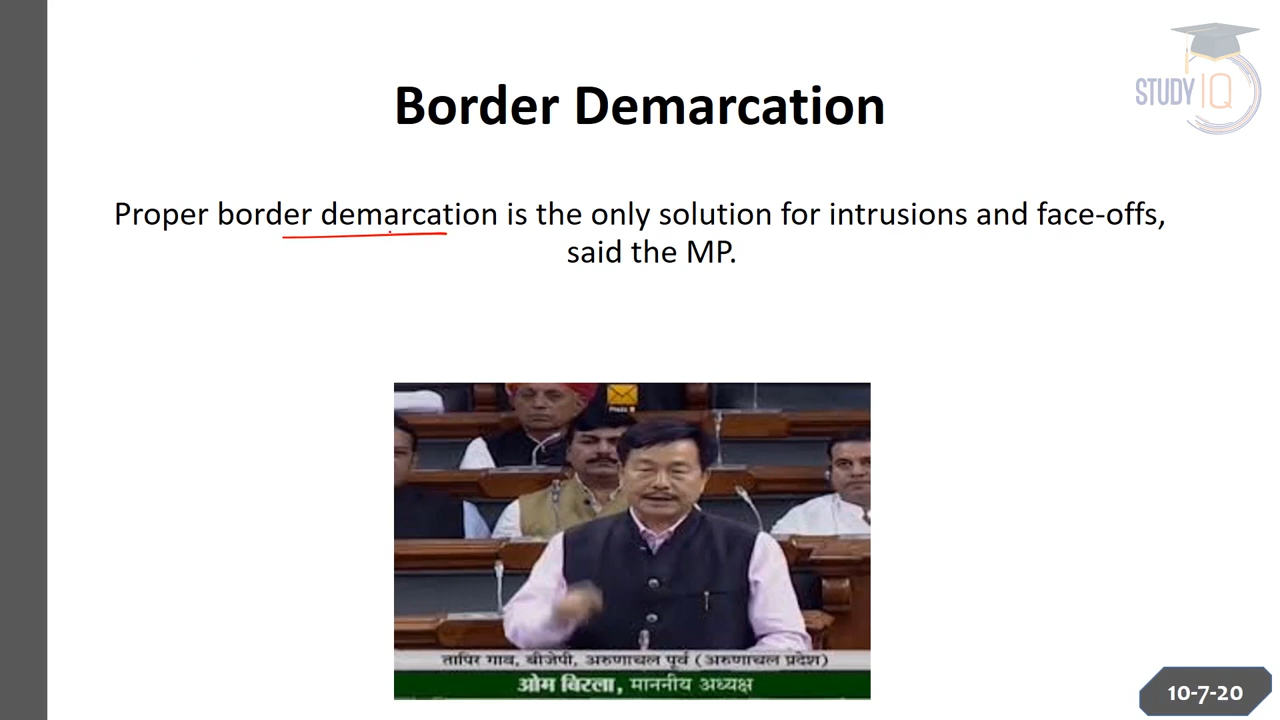 STUDY IQ
Border Demarcation
Proper border demarcation is the only solution for intrusions and face-offs,
said the MP.
तापिर गाव, बीजेपी, अरुणाचल पूर्व (अरुणाचल प्रदेश)
ओम बिरला, माननीय अध्यक्ष
10-7-20